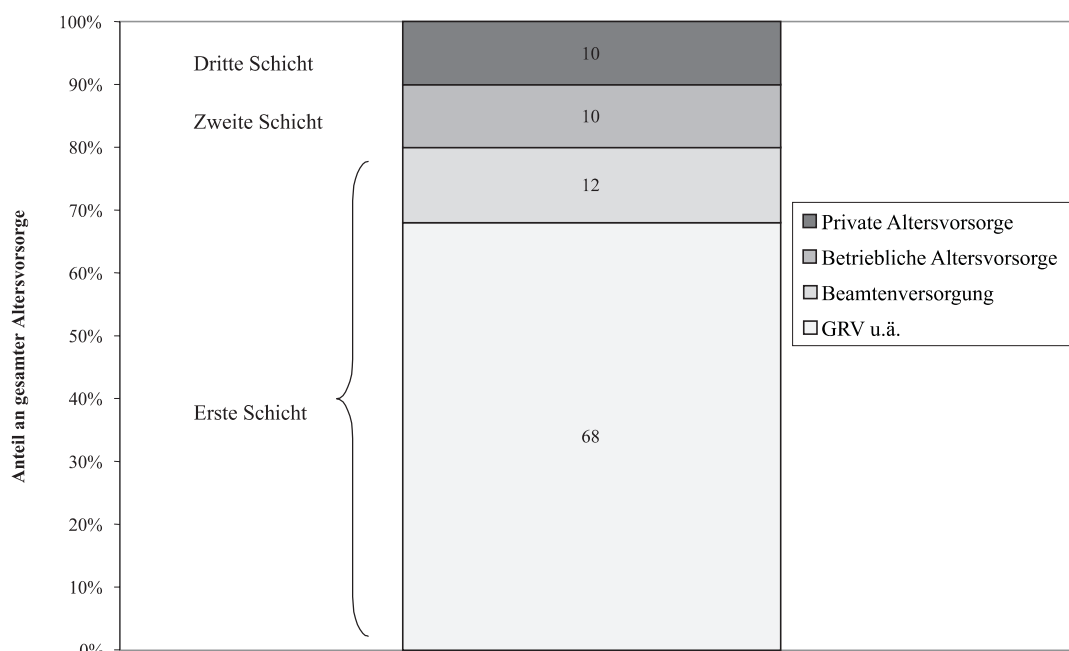 Anteil an gesamter Altersvorsorge
100%
90%
80%
70%
60%
50%
40%
30%
20%
10%
0%
Dritte Schicht
Zweite Schicht
Erste Schicht
10
10
12
68
Private Altersvorsorge
Betriebliche Altersvorsorge
Beamtenversorgung
GRV u.ä.